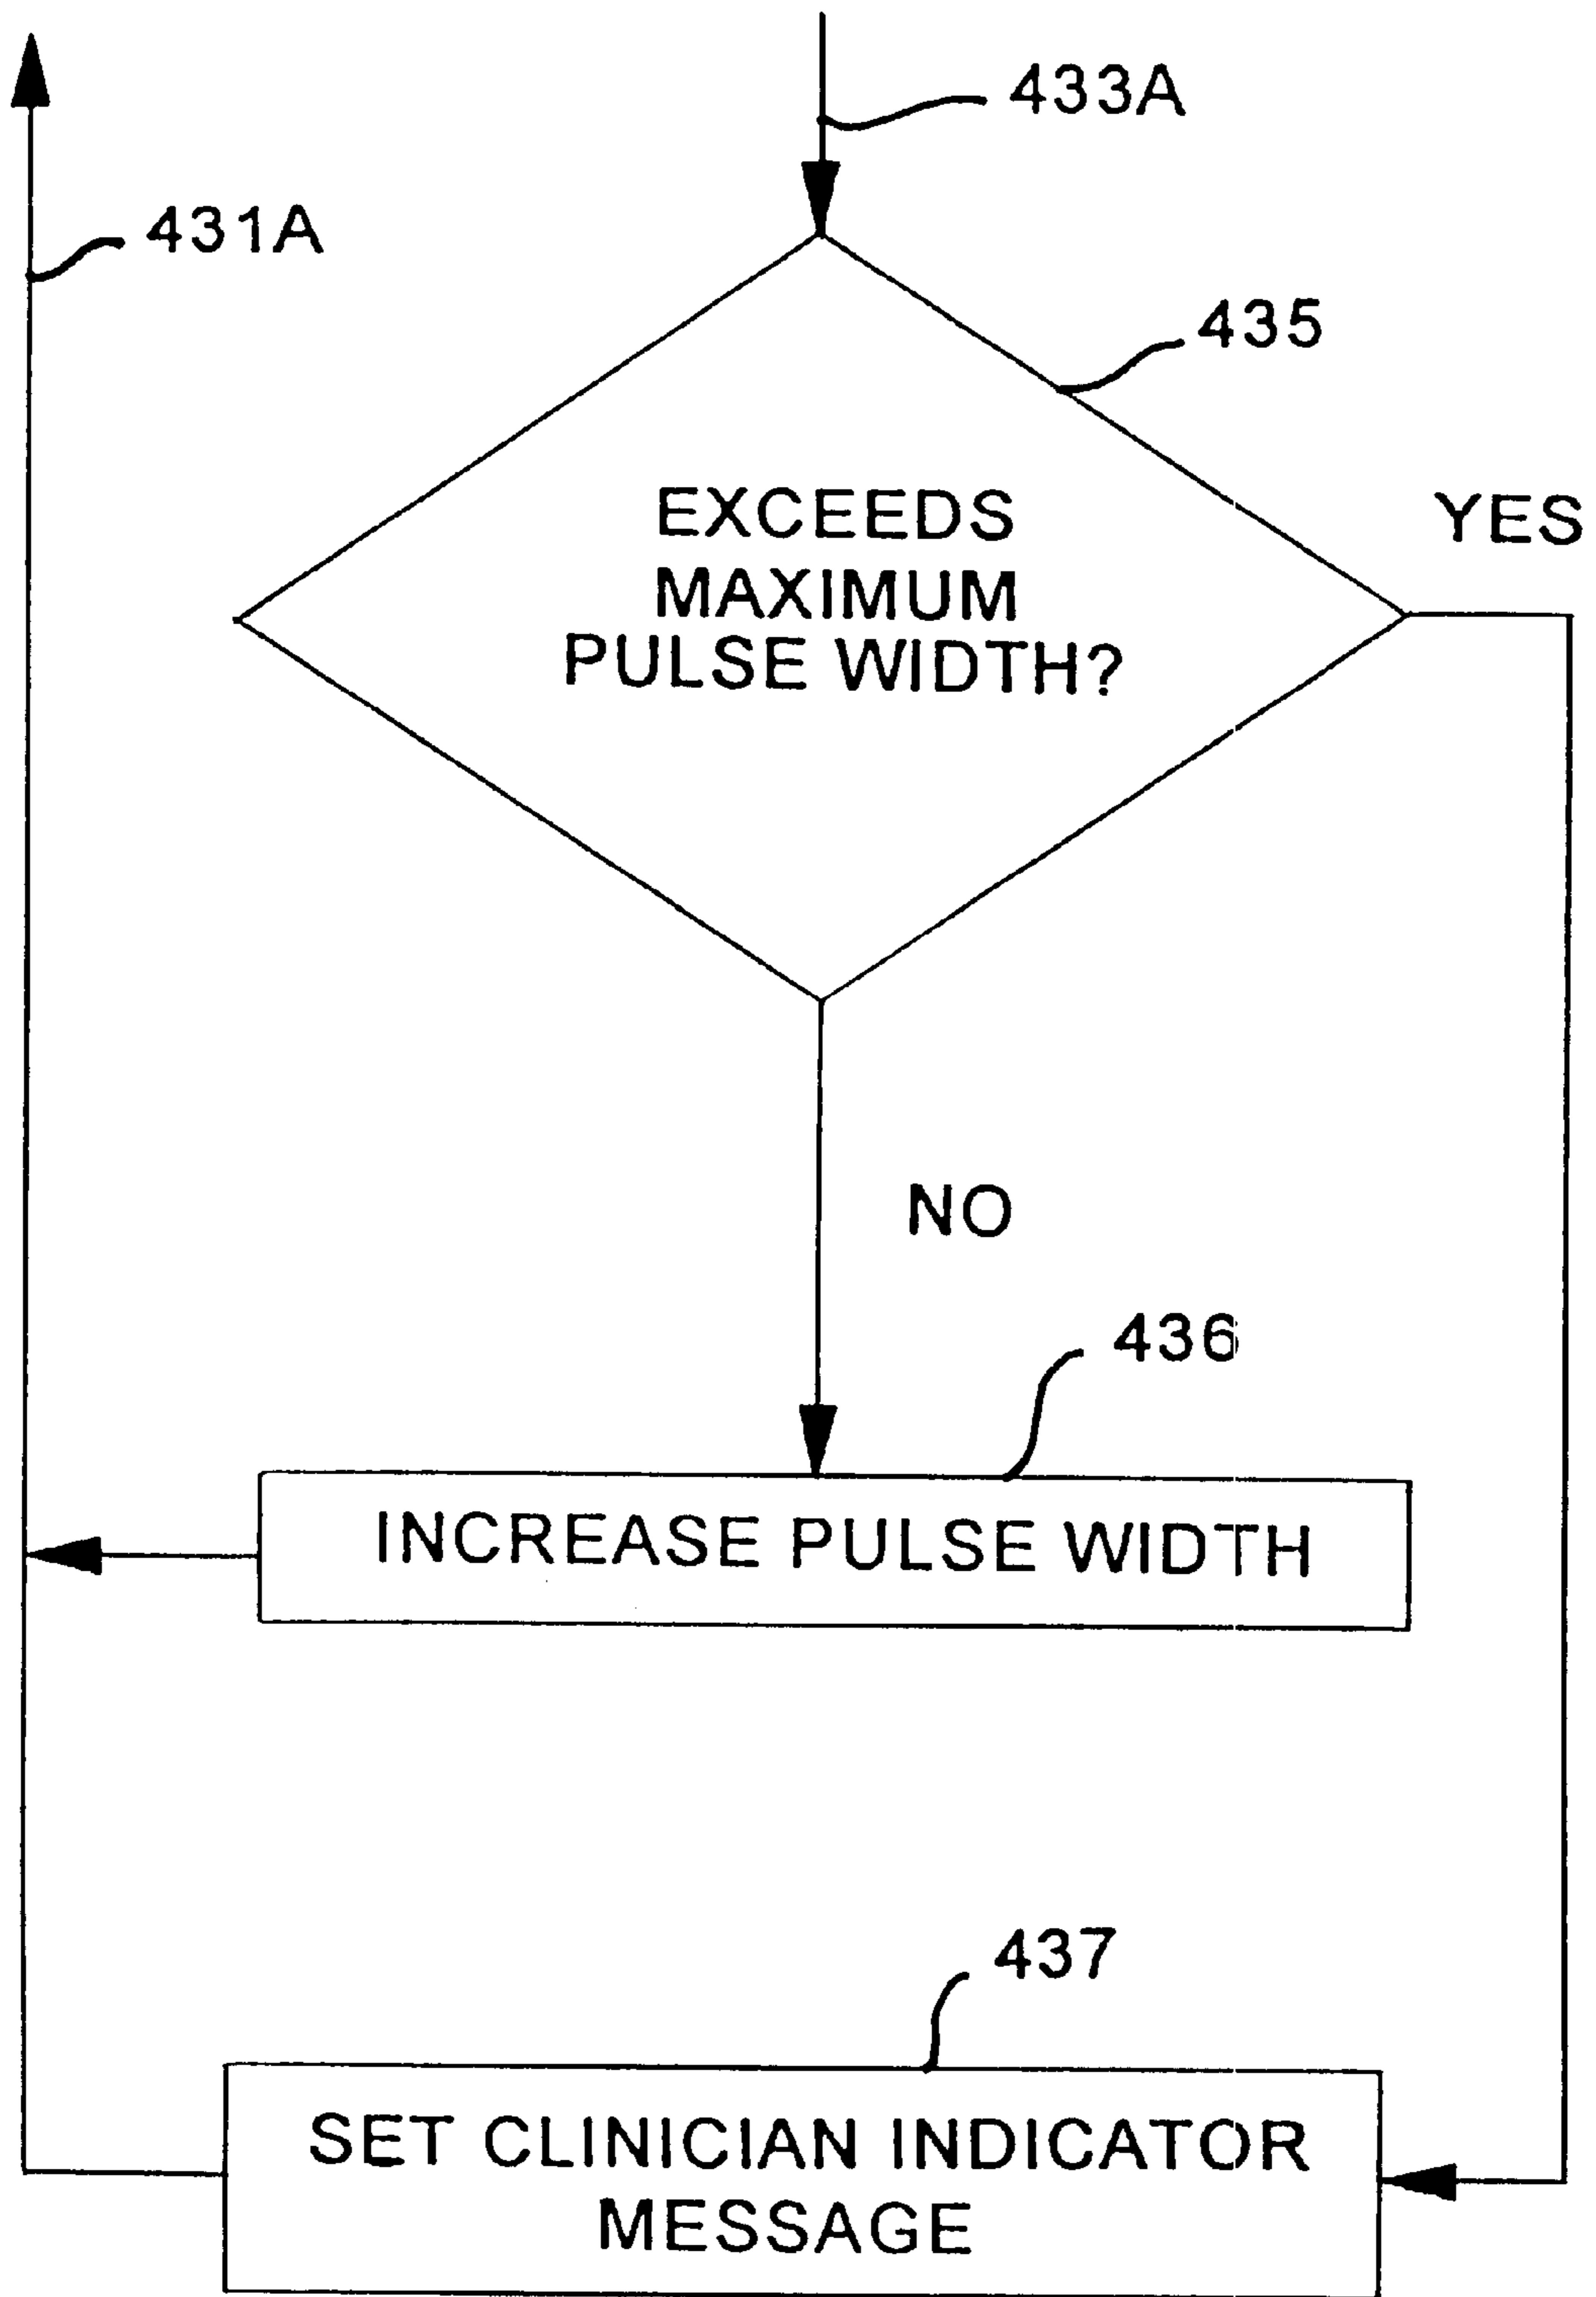 433A
431A
435
EXCEEDS
MAXIMUM
PULSE WIDTH?
YES
NO
436
INCREASE PULSE WIDTH
437
SET CLINICIAN INDICATOR
MESSAGE